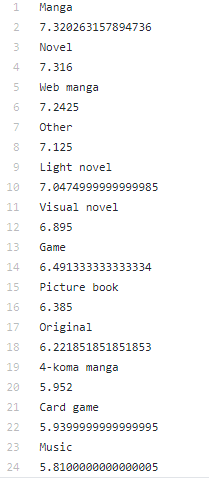 1 Manga
2 7.320263157894736
3 Novel
4 7.316
5 Web manga
6 7.2425
7 Other
8 7.125
9 Light novel
10 7.0474999999999985
11 Visual novel
12 6.895
13 Game
14 6.491333333333334
15 Picture book
16 6.385
17 Original
18 6.221851851851853
19 4-koma manga
20 5.952
21 Card game
22 5.9399999999999995
23 Music
24 5.8100000000000005